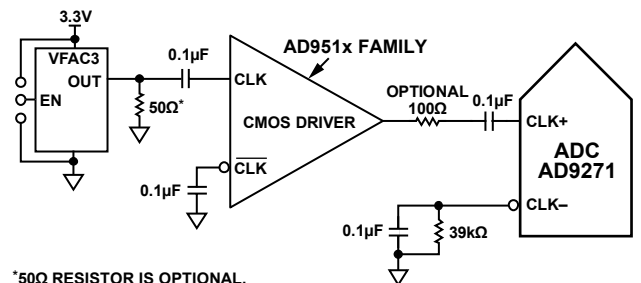 3.3V
VFAC3
OUT
EN
50Ω*
0.1µF
AD951x FAMILY
CLK
CMOS DRIVER
CLK
0.1µF
OPTIONAL
100Ω
0.1µF
CLK+
ADC
AD9271
CLK–
0.1µF
39kΩ
*50Ω RESISTOR IS OPTIONAL.